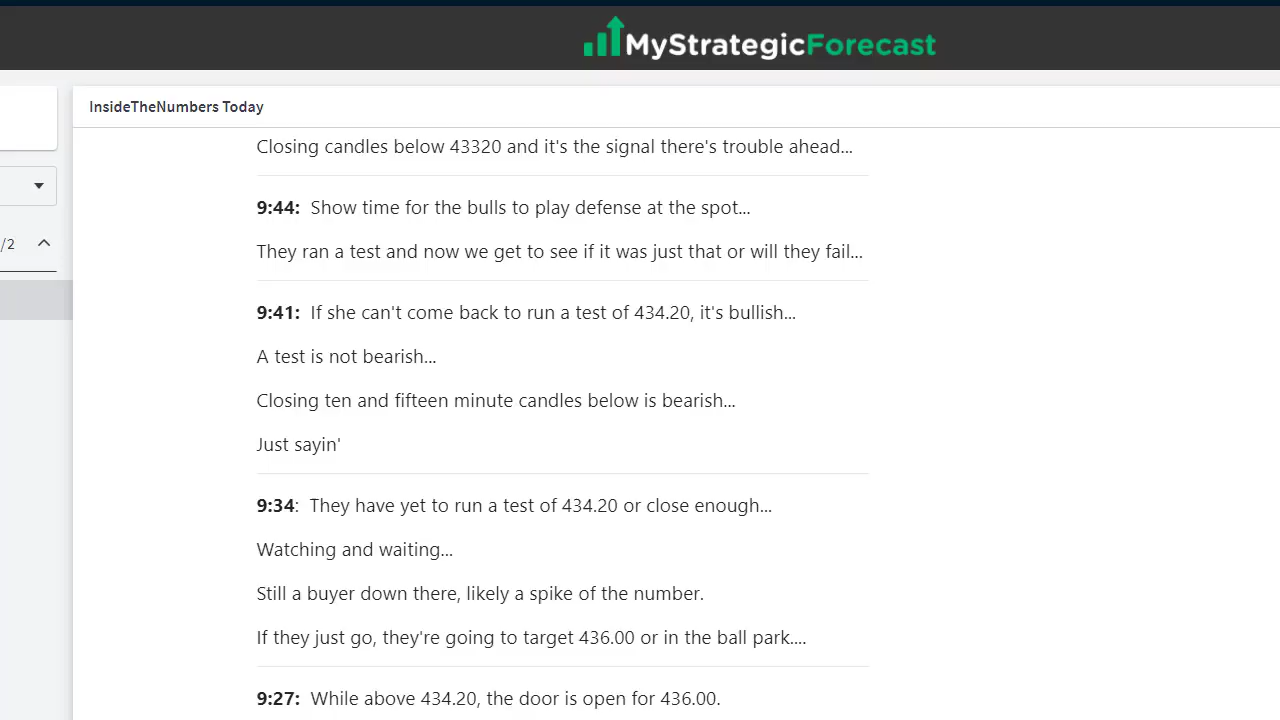 MyStrategicForecast
InsideTheNumbers Today
/2
Closing candles below 43320 and it's the signal there's trouble ahead...
9:44: Show time for the bulls to play defense at the spot...
They ran a test and now we get to see if it was just that or will they fail...
9:41: If she can't come back to run a test of 434.20, it's bullish...
A test is not bearish...
Closing ten and fifteen minute candles below is bearish...
Just sayin'
9:34: They have yet to run a test of 434.20 or close enough...
Watching and waiting...
Still a buyer down there, likely a spike of the number.
If they just go, they're going to target 436.00 or in the ball park....
9:27: While above 434.20, the door is open for 436.00.